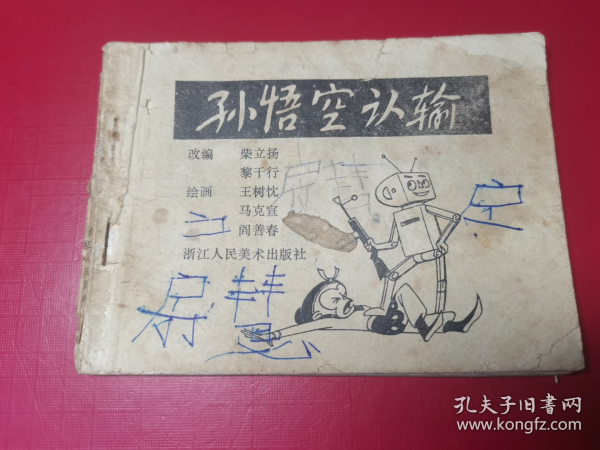 孙悟空认输
改编 柴立扬
黎千行
绘画 王树忱
马克宣
阎善春
浙江人民美术出版社
孔夫子旧书网
www.kongfz.com